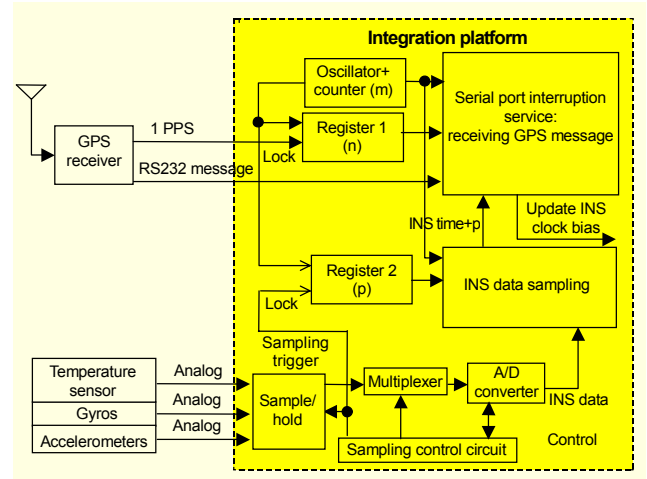 Integration platform
Oscillator+
counter (m)
Serial port interruption
service:
receiving GPS message
1 PPS
Register 1
(n)
GPS
receiver
Lock
RS232 message
INS time+p
Update INS
clock bias
Register 2
(p)
INS data sampling
Lock
Sampling
trigger
Temperature
sensor
Analog
Gyros
Analog
Accelerometers
Analog
Sample/
hold
Multiplexer
A/D
converter
INS data
Sampling control circuit
Control